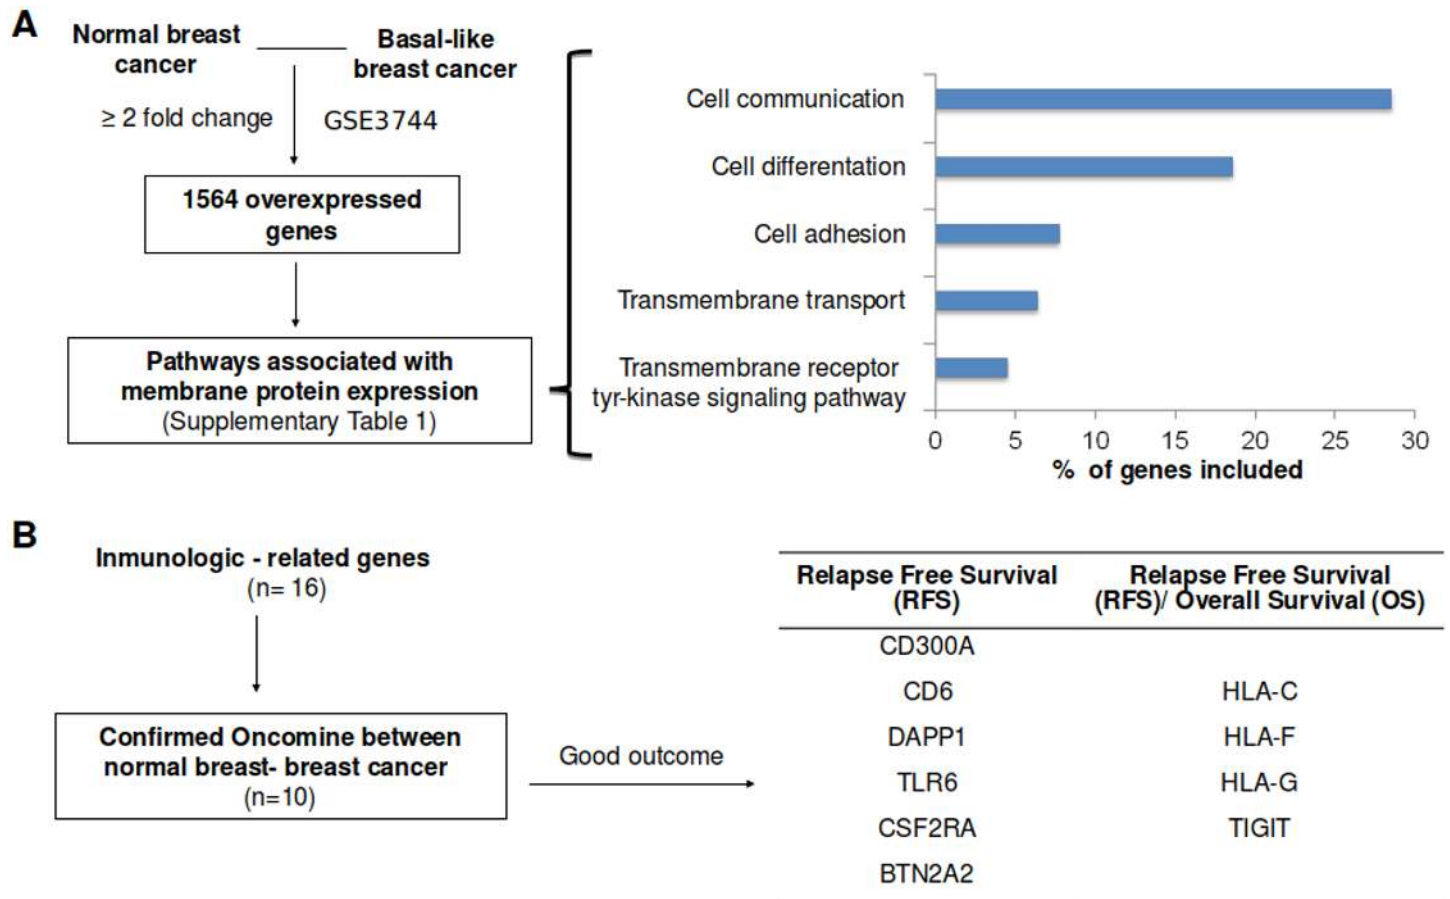 A
Normal breast
cancer
Basal-like
breast cancer
≥ 2 fold change
GSE3744
1564 overexpressed
genes
Pathways associated with
membrane protein expression
(Supplementary Table 1)
Cell communication
Cell differentation
Cell adhesion
Transmembrane transport
Transmembrane receptor
tyr-kinase signaling pathway
0 5 10 15 20 25 30
% of genes included
B
Inmunologic - related genes
(n= 16)
Confirmed Oncomine between
normal breast- breast cancer
(n=10)
Good outcome
Relapse Free Survival
(RFS)
Relapse Free Survival
(RFS)/ Overall Survival (OS)
CD300A
CD6 HLA-C
DAPP1 HLA-F
TLR6 HLA-G
CSF2RA TIGIT
BTN2A2